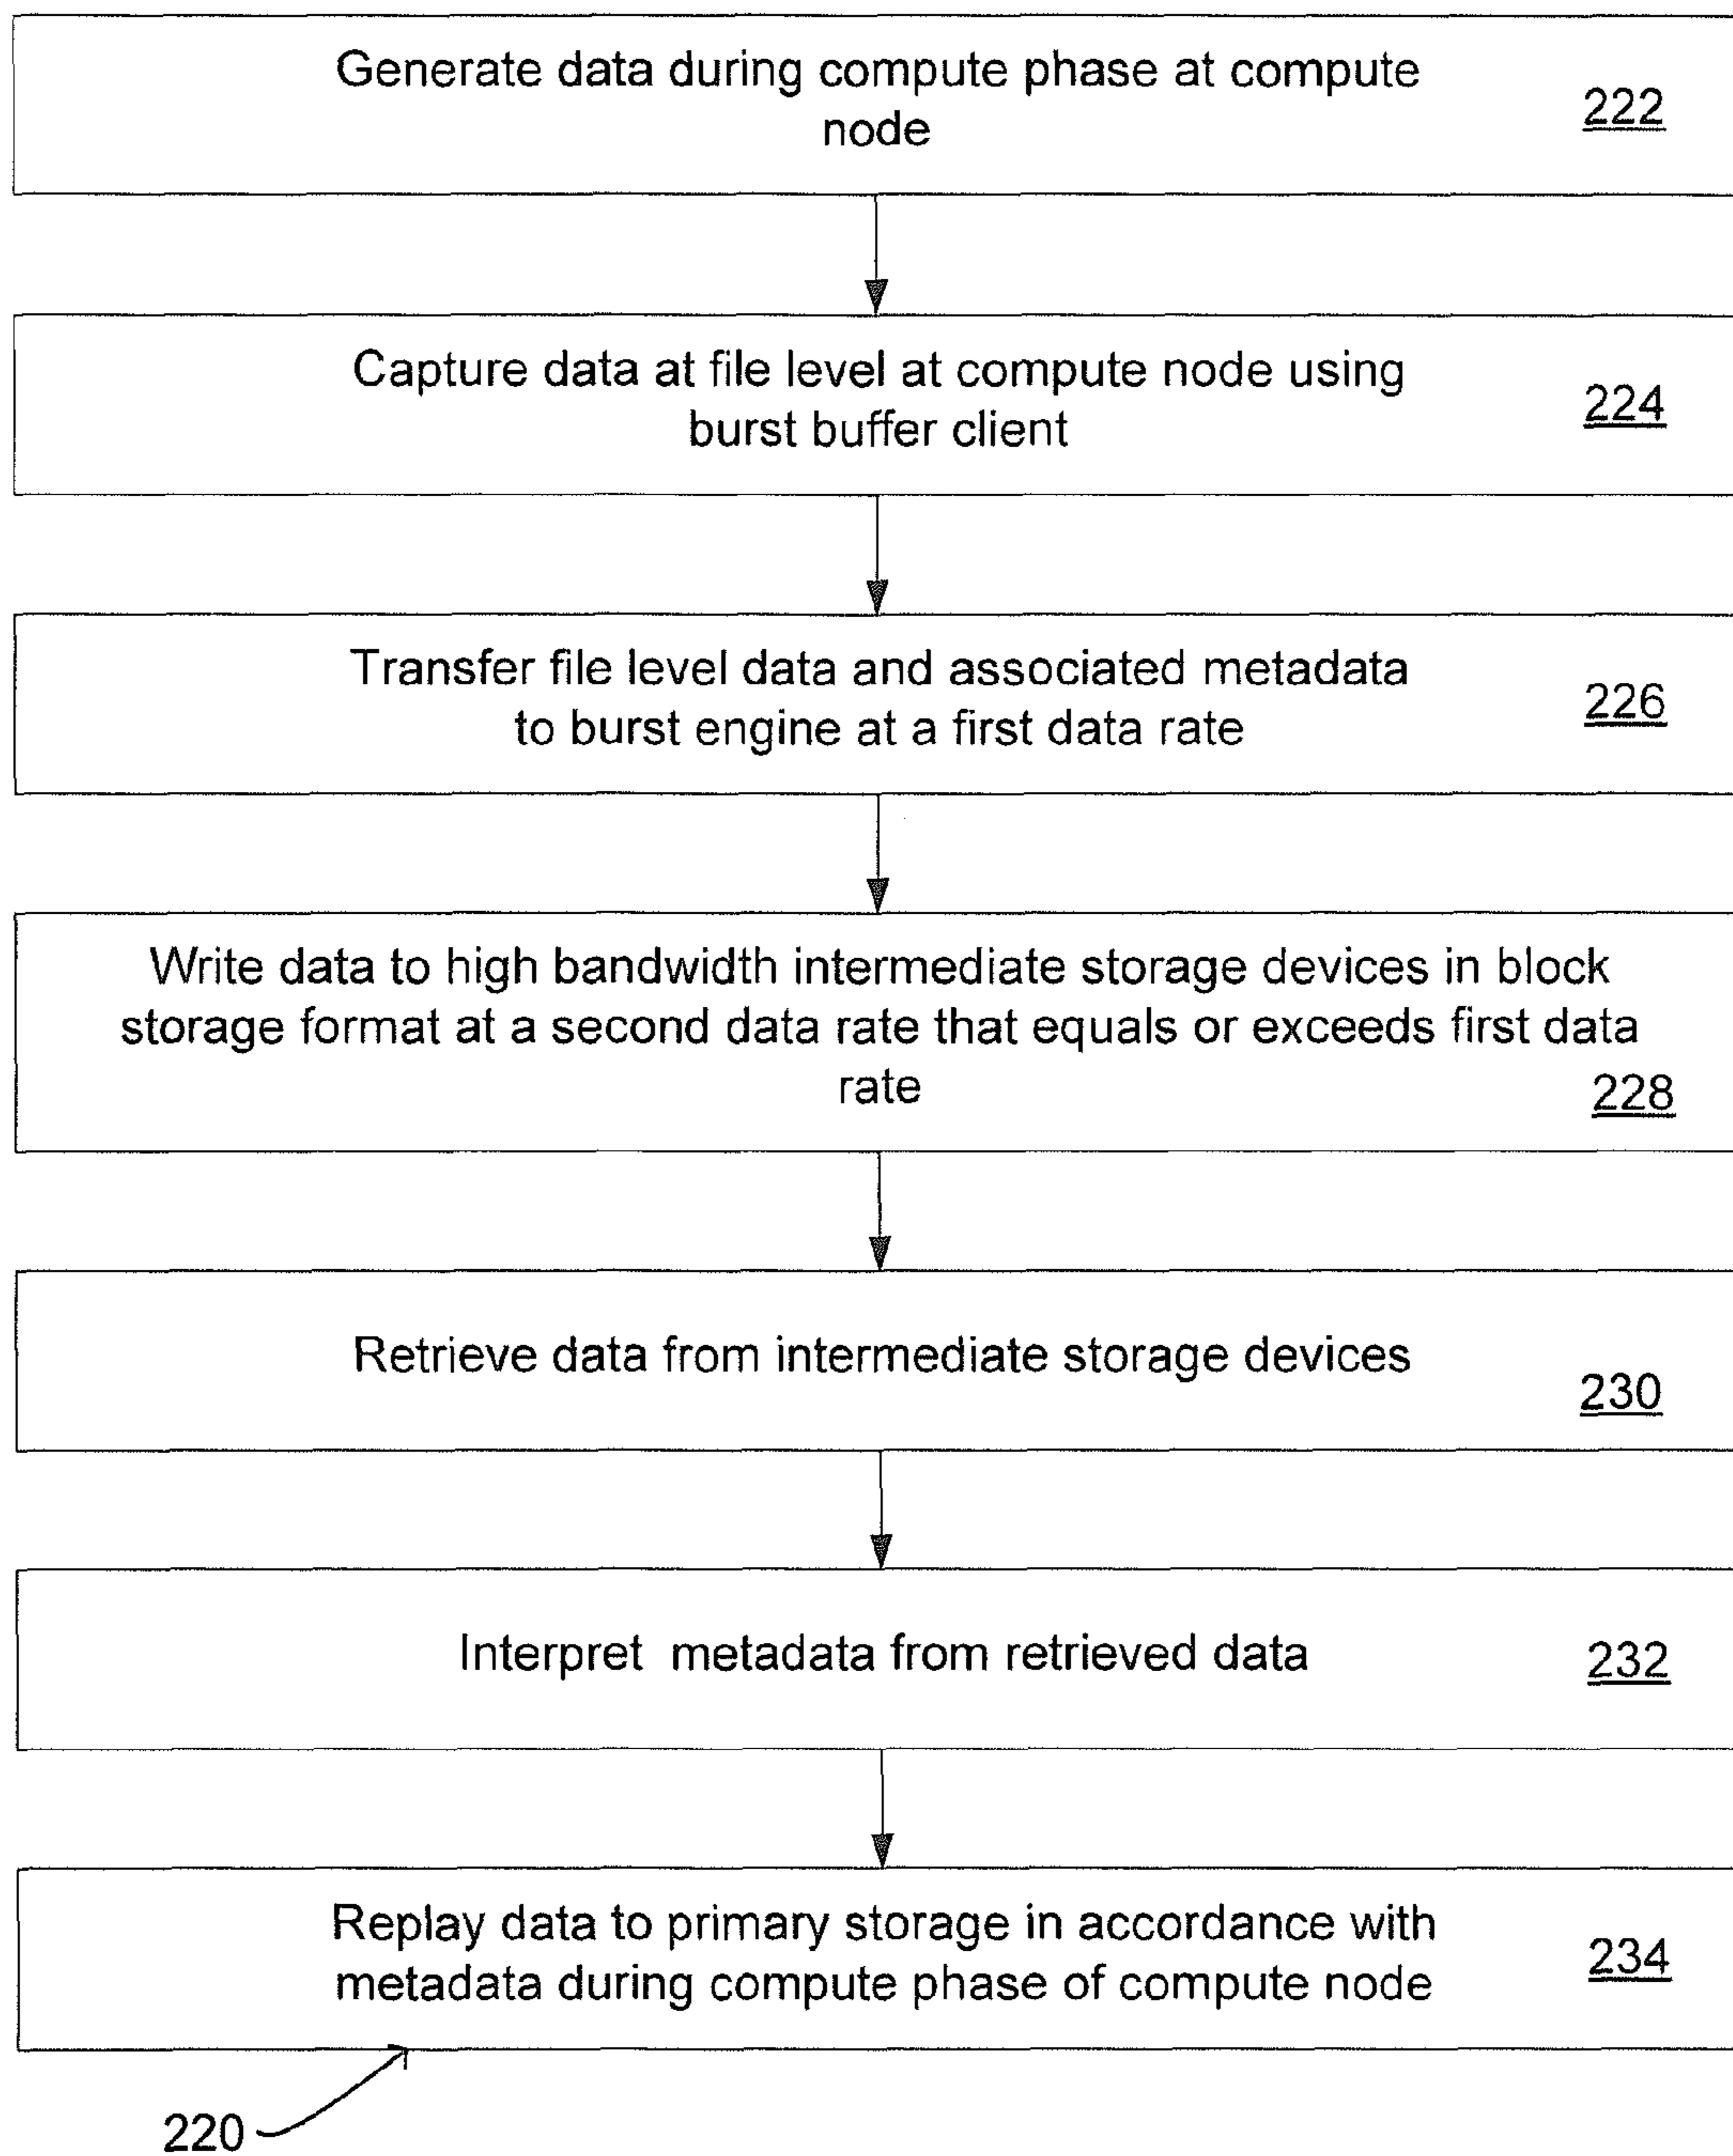 Generate data during compute phase at compute
node
222
Capture data at file level at compute node using
burst buffer client
224
Transfer file level data and associated metadata
to burst engine at a first data rate
226
Write data to high bandwidth intermediate storage devices in block
storage format at a second data rate that equals or exceeds first data
rate
228
Retrieve data from intermediate storage devices
230
Interpret metadata from retrieved data
232
Replay data to primary storage in accordance with
metadata during compute phase of compute node
234
220